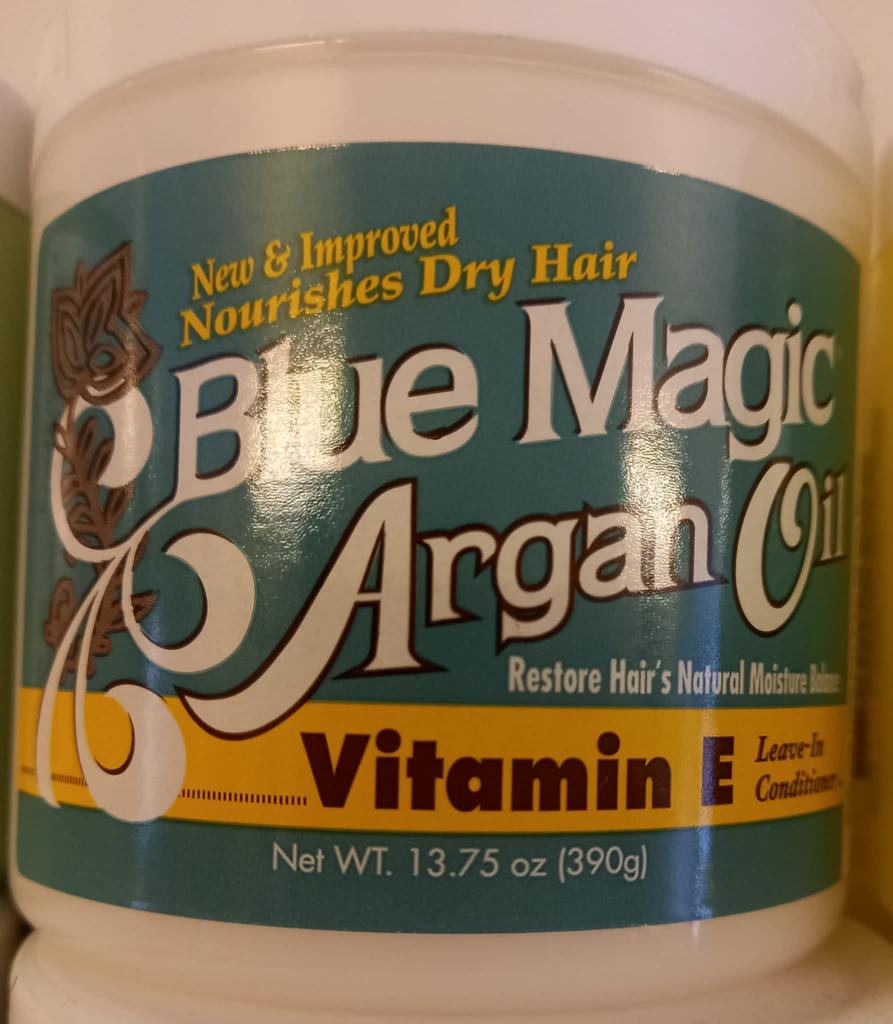 New & Improved
Nourishes Dry Hair
Blue Magic
Argan Oil
Restore Hair's Natural Moisture Balance
Vitamin E
Leave-In
Conditioner
Net WT. 13.75 oz (390g)